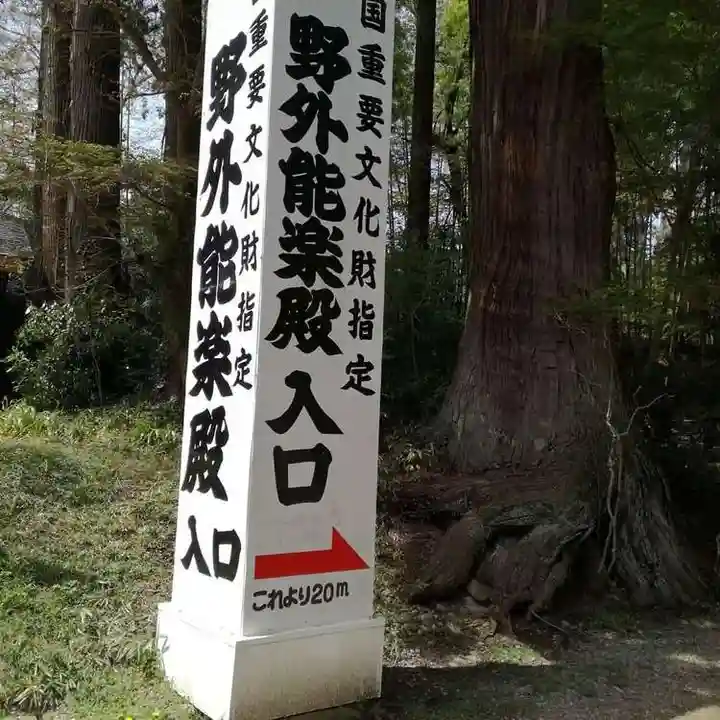 国重要文化財指定
野外能楽殿入口
これより20m
重要文化財指定
野外能楽殿入口